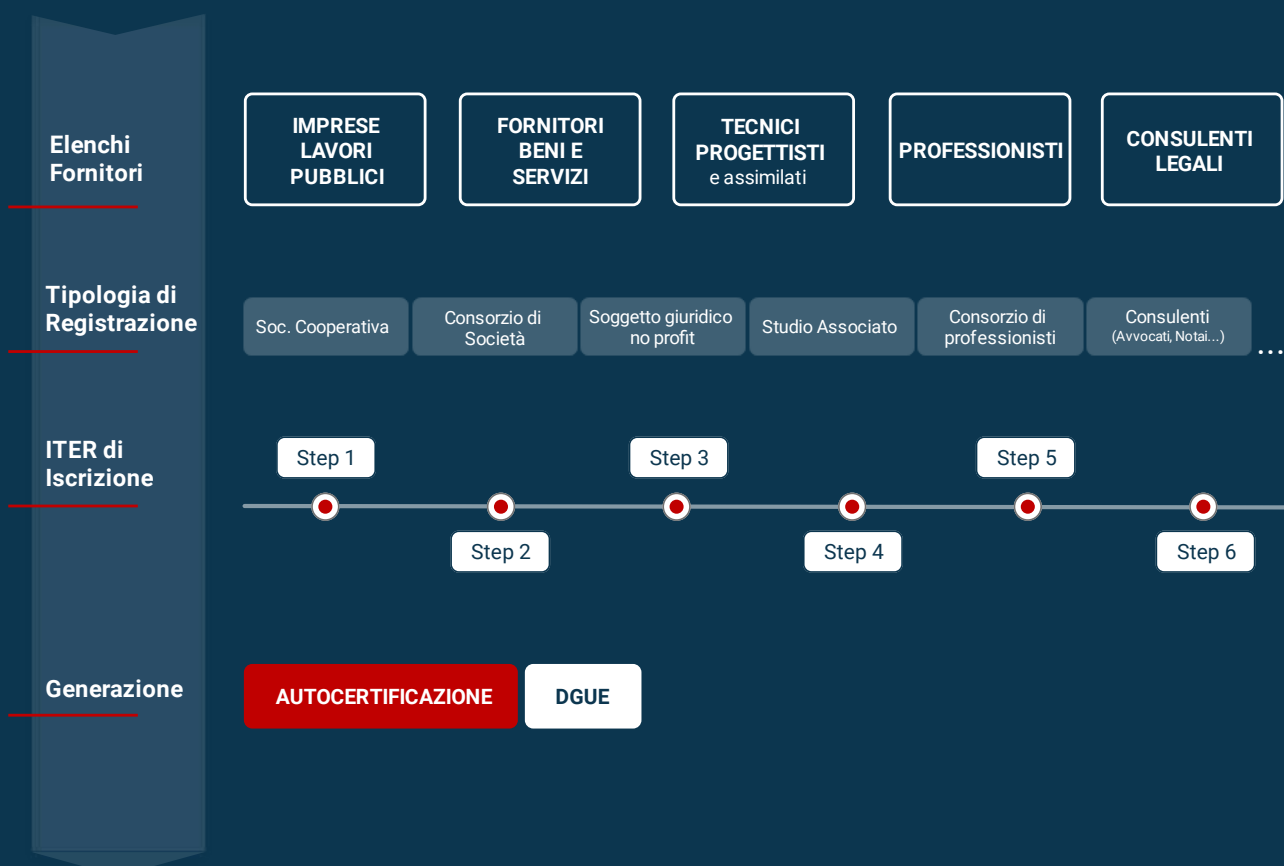 Elenchi
Fornitori
IMPRESE
LAVORI
PUBBLICI
FORNITORI
BENI E
SERVIZI
TECNICI
PROGETTISTI
e assimilati
PROFESSIONISTI
CONSULENTI
LEGALI
Tipologia di
Registrazione
Soc. Cooperativa
Consorzio di
Società
Soggetto giuridico
no profit
Studio Associato
Consorzio di
professionisti
Consulenti
(Avvocati, Notai...)
...
ITER di
Iscrizione
Step 1
Step 2
Step 3
Step 4
Step 5
Step 6
Generazione
AUTOCERTIFICAZIONE
DGUE